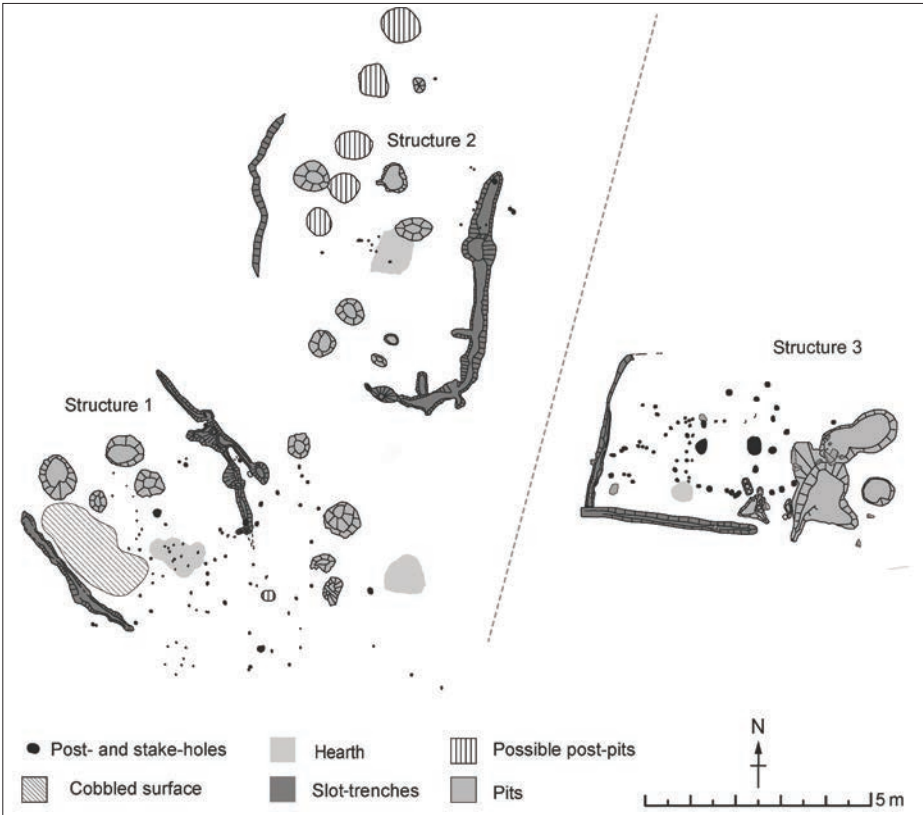 Structure 2
Structure 3
Structure 1
N
Post- and stake-holes
Hearth
Possible post-pits
Cobbled surface
Slot-trenches
Pits
5 m